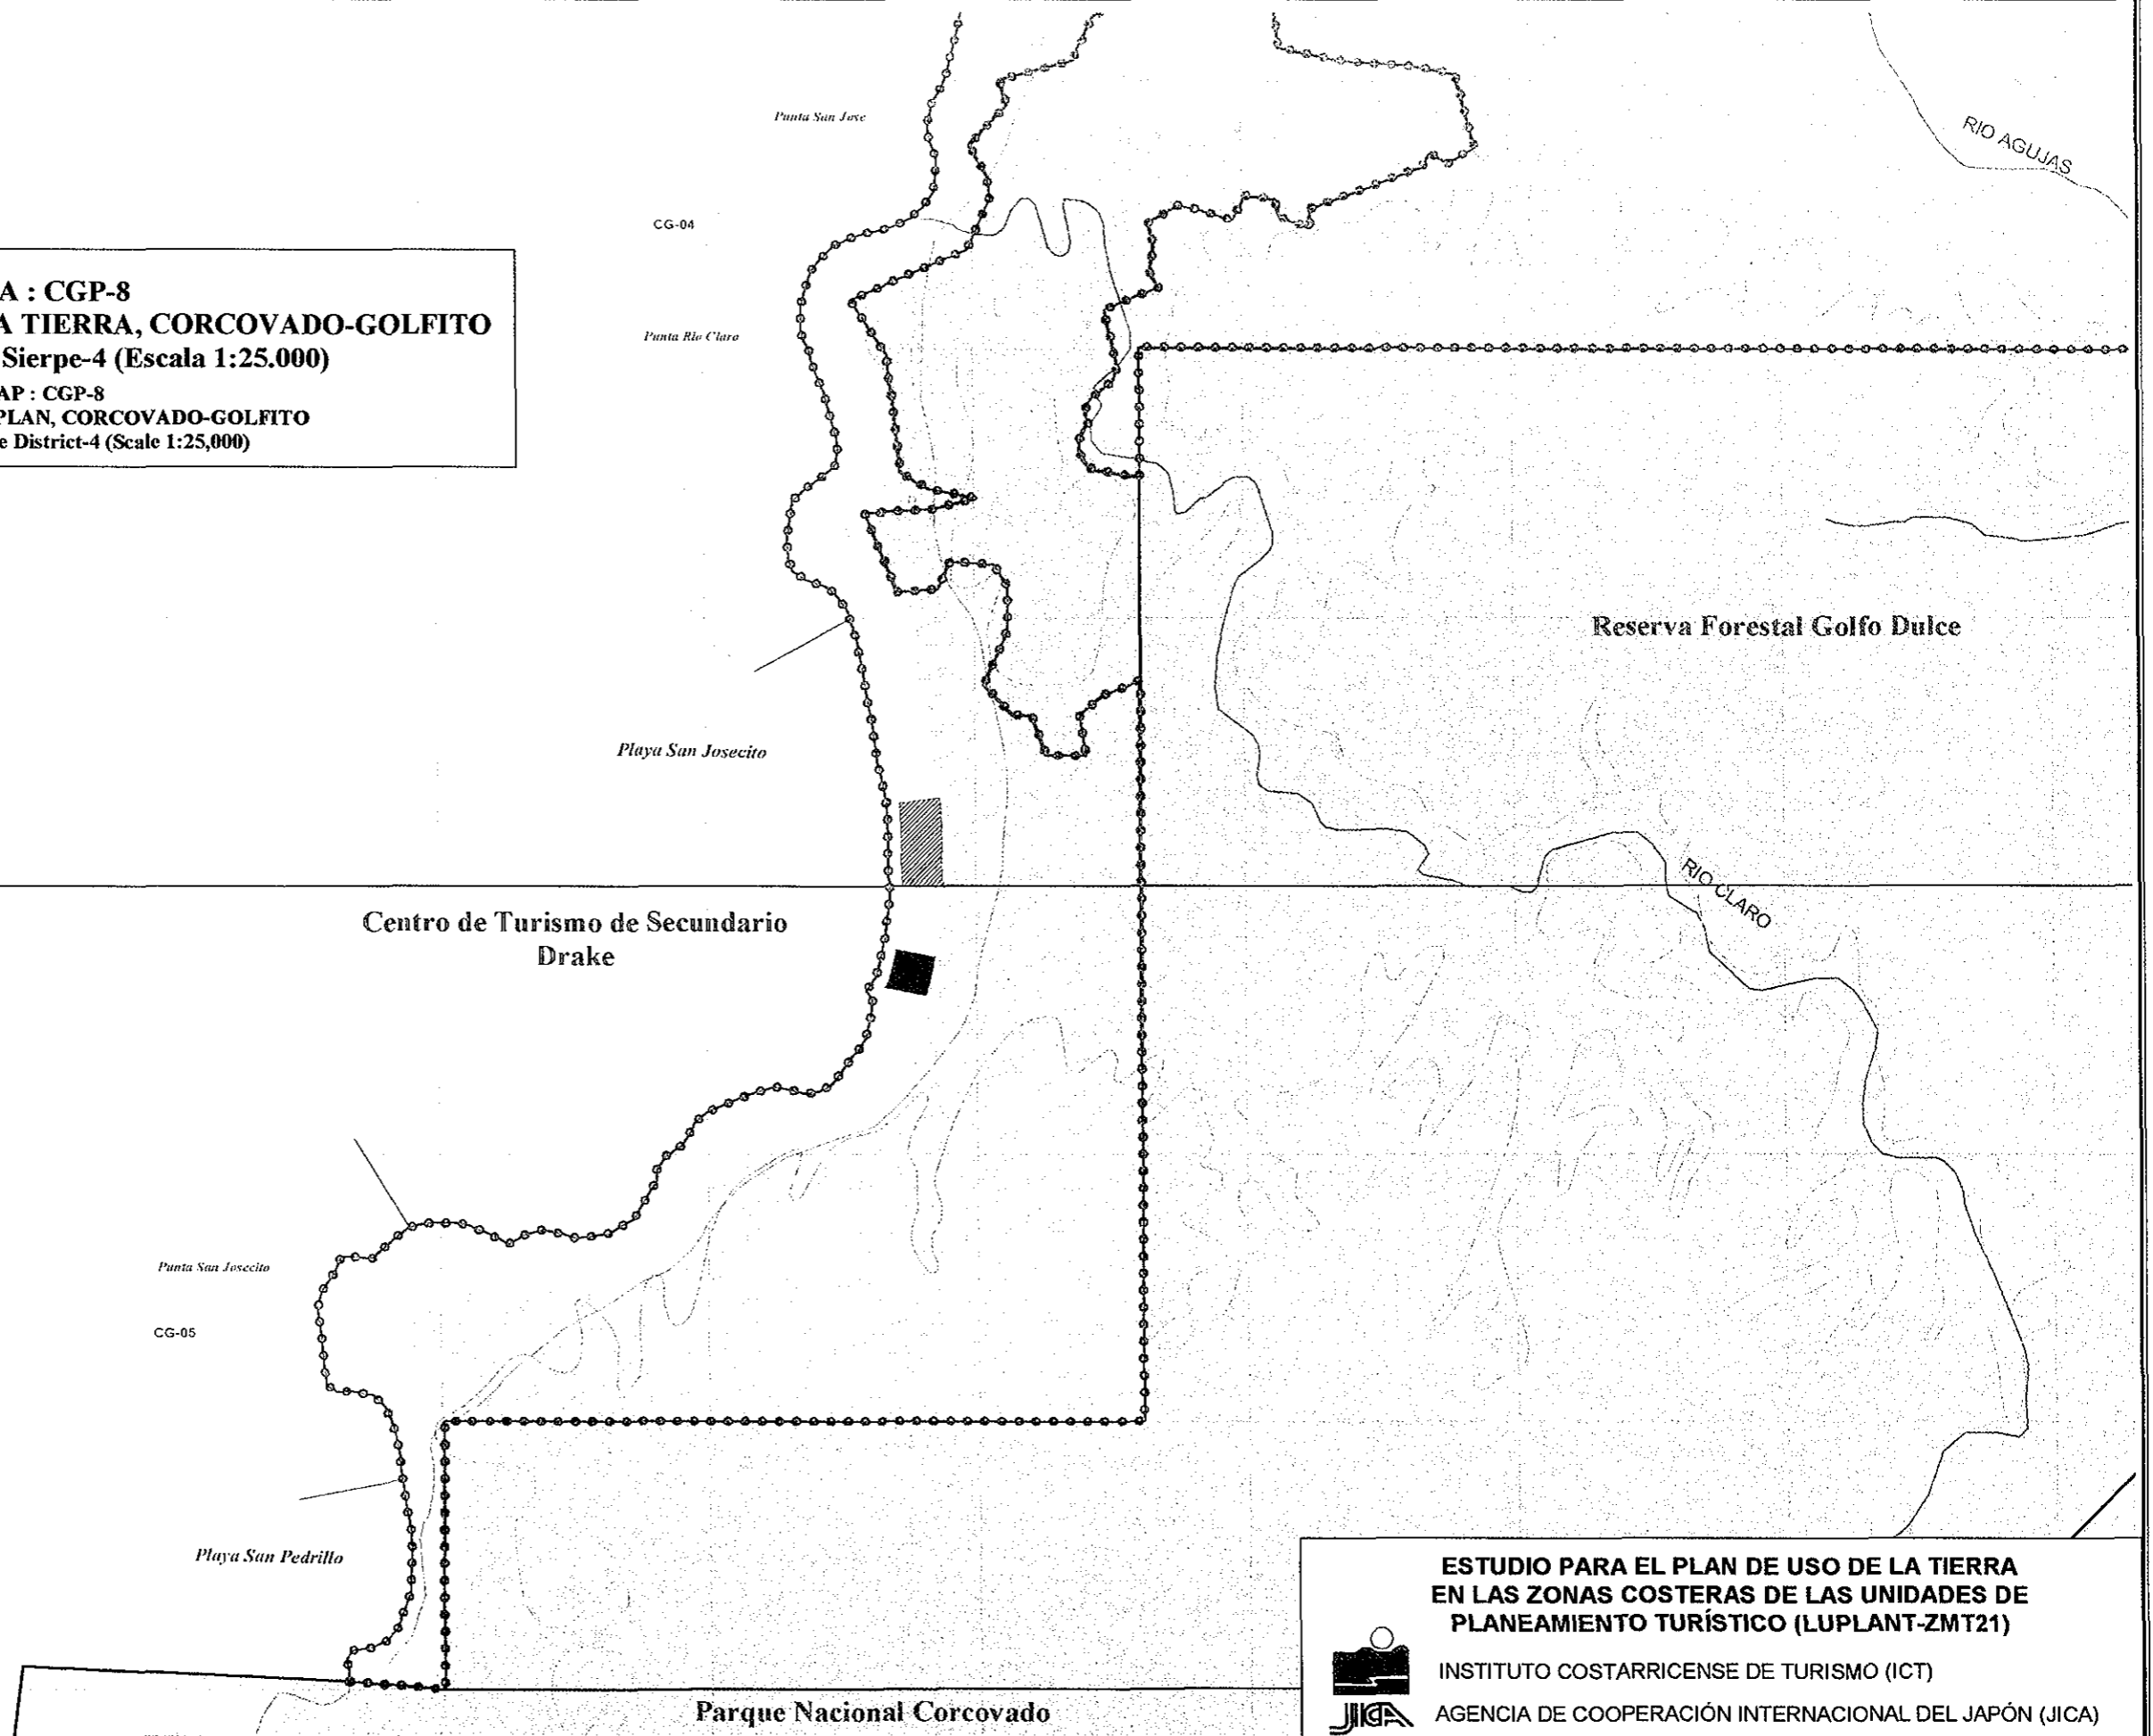 Punta San Jose
RIO AGUJAS
CG-04
A : CGP-8
A TIERRA, CORCOVADO-GOLFITO
Sierpe-4 (Escala 1:25.000)
AP : CGP-8
PLAN, CORCOVADO-GOLFITO
e District-4 (Scale 1:25,000)
Punta Rio Claro
Reserva Forestal Golfo Dulce
Playa San Josecito
RIO CLARO
Centro de Turismo de Secundario
Drake
Punta San Josecito
CG-05
Playa San Pedrillo
Parque Nacional Corcovado
ESTUDIO PARA EL PLAN DE USO DE LA TIERRA
EN LAS ZONAS COSTERAS DE LAS UNIDADES DE
PLANEAMIENTO TURÍSTICO (LUPLANT-ZMT21)
INSTITUTO COSTARRICENSE DE TURISMO (ICT)
JICA AGENCIA DE COOPERACIÓN INTERNACIONAL DEL JAPÓN (JICA)